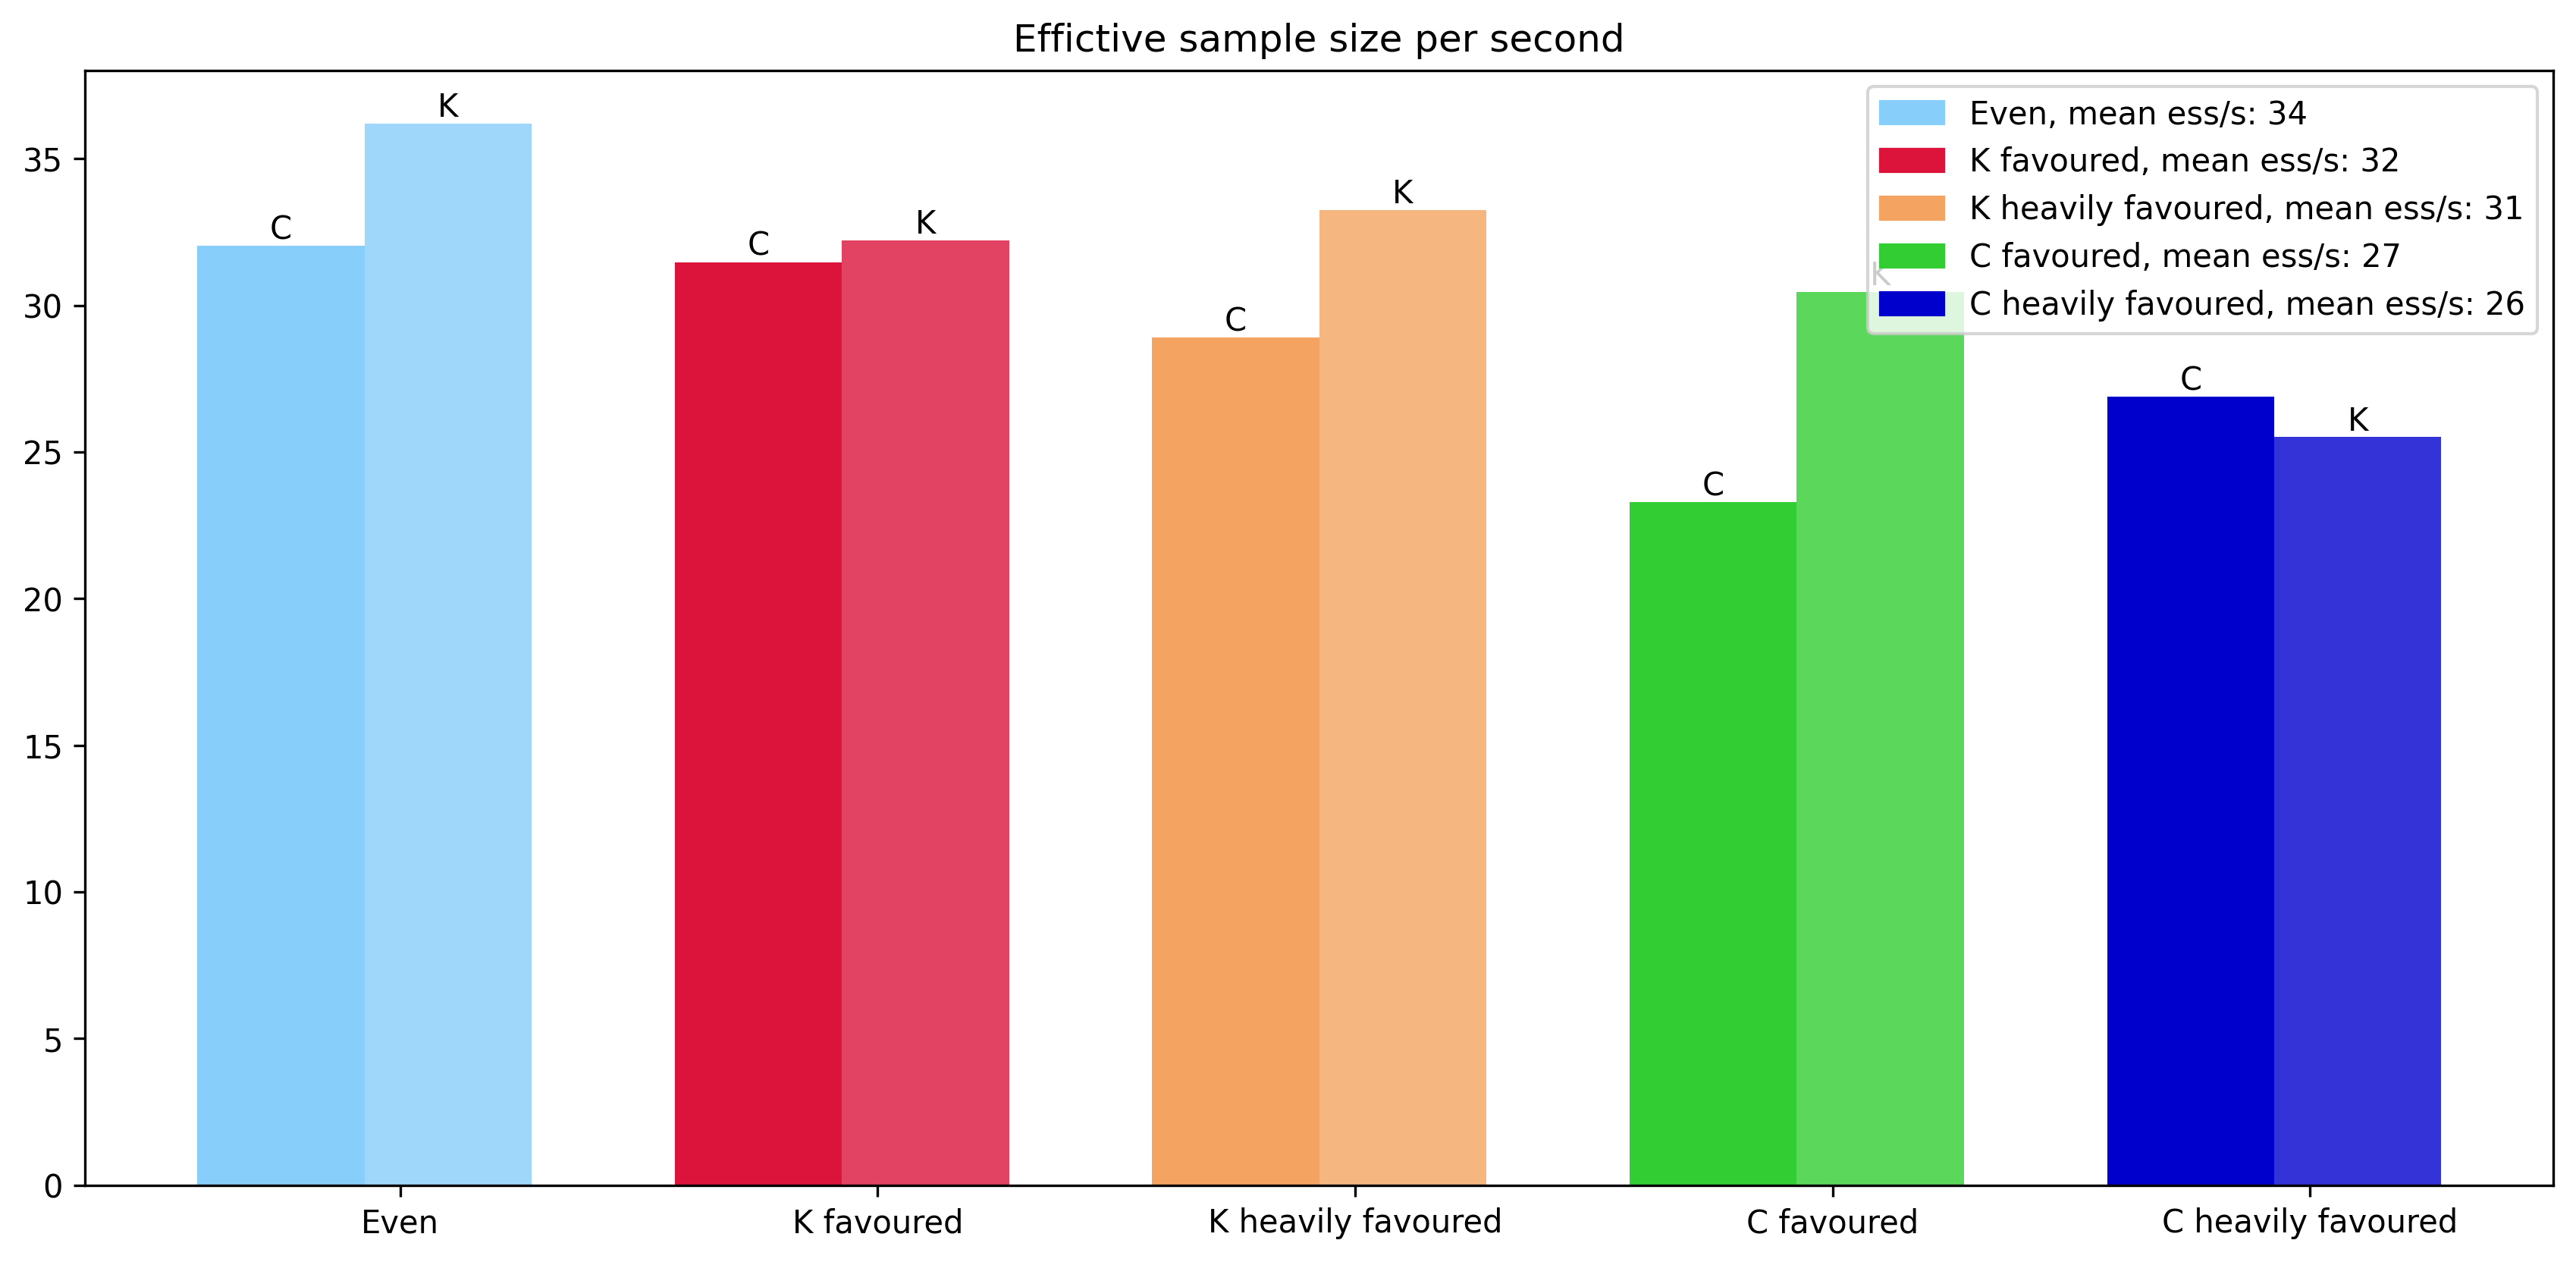 Effictive sample size per second
Even, mean ess/s: 34
K favoured, mean ess/s: 32
K heavily favoured, mean ess/s: 31
C favoured, mean ess/s: 27
C heavily favoured, mean ess/s: 26
35
30
25
20
15
10
5
0
C
K
C
K
C
K
C
K
C
K
Even
K favoured
K heavily favoured
C favoured
C heavily favoured